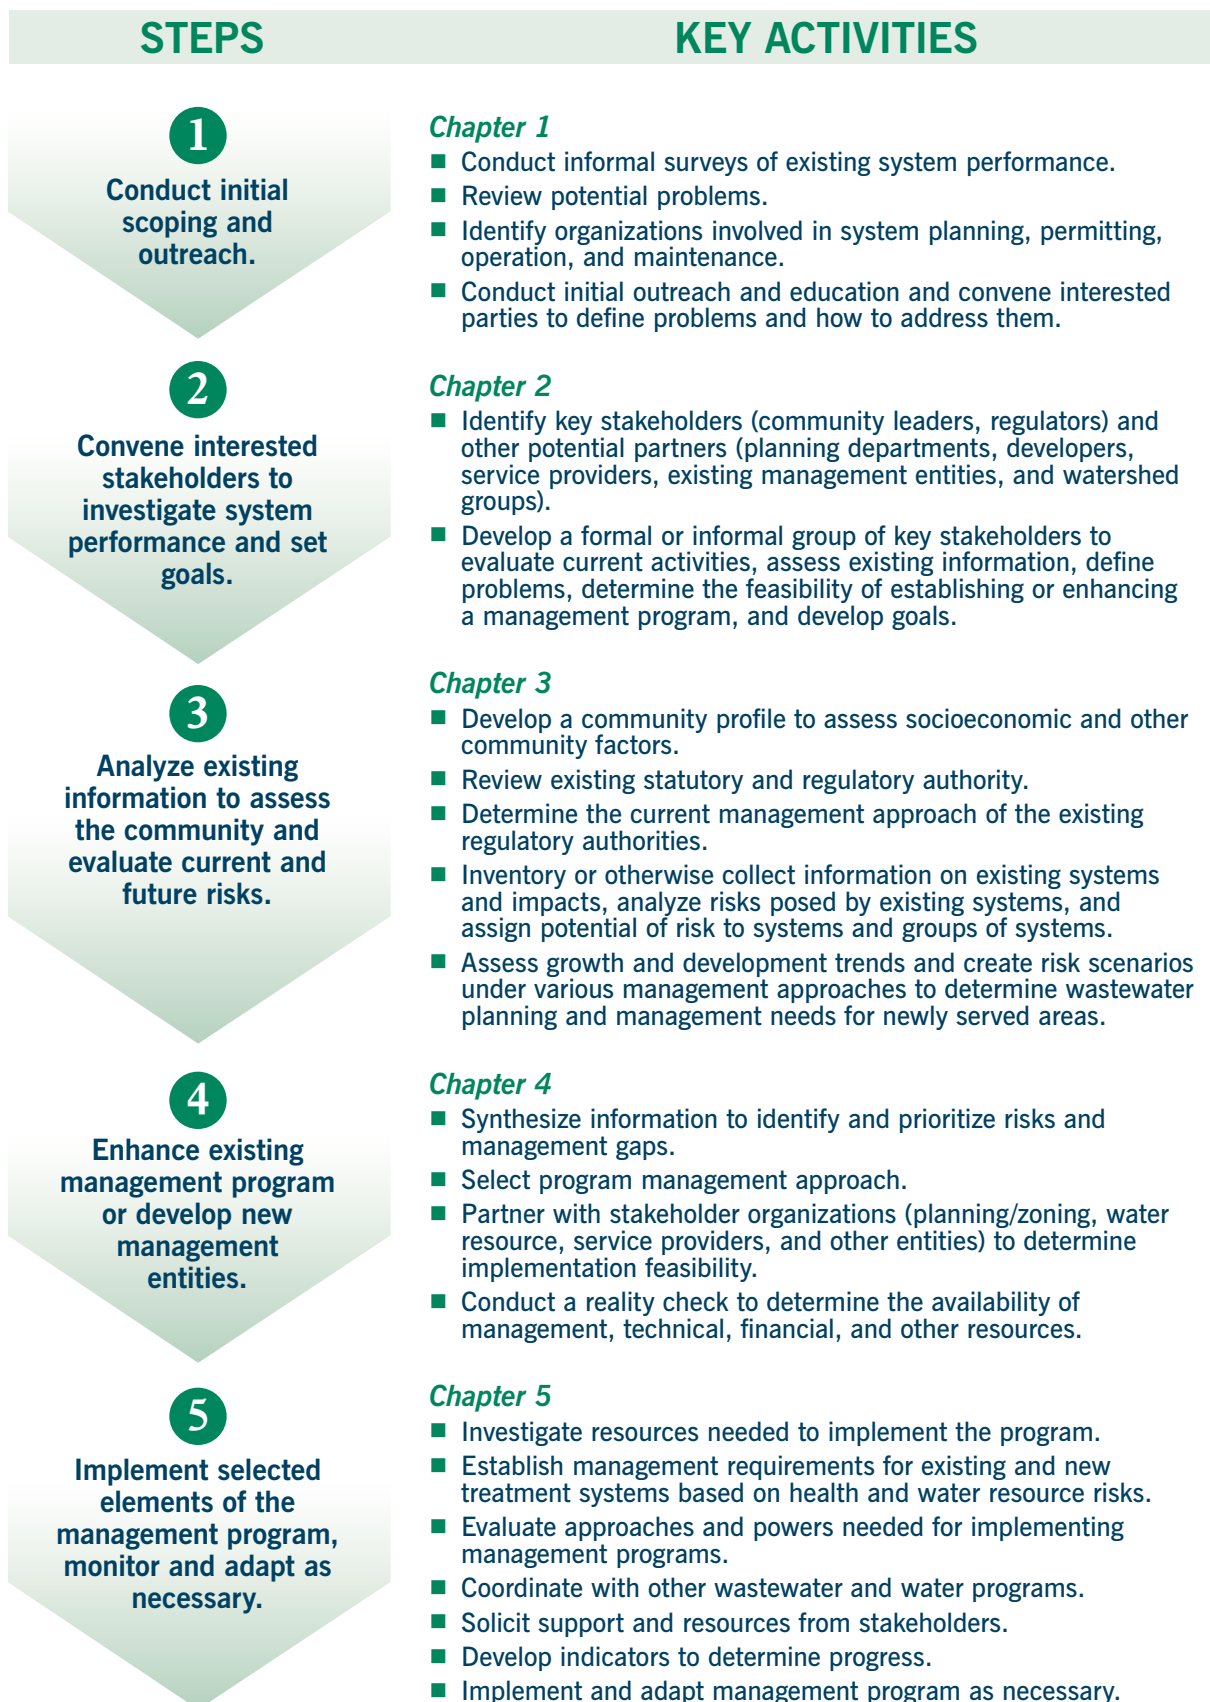 STEPS
KEY ACTIVITIES
1
Conduct initial
scoping and
outreach.
Chapter 1
■ Conduct informal surveys of existing system performance.
■ Review potential problems.
■ Identify organizations involved in system planning, permitting,
operation, and maintenance.
■ Conduct initial outreach and education and convene interested
parties to define problems and how to address them.
2
Convene interested
stakeholders to
investigate system
performance and set
goals.
Chapter 2
■ Identify key stakeholders (community leaders, regulators) and
other potential partners (planning departments, developers,
service providers, existing management entities, and watershed
groups).
■ Develop a formal or informal group of key stakeholders to
evaluate current activities, assess existing information, define
problems, determine the feasibility of establishing or enhancing
a management program, and develop goals.
3
Analyze existing
information to assess
the community and
evaluate current and
future risks.
Chapter 3
■ Develop a community profile to assess socioeconomic and other
community factors.
■ Review existing statutory and regulatory authority.
■ Determine the current management approach of the existing
regulatory authorities.
■ Inventory or otherwise collect information on existing systems
and impacts, analyze risks posed by existing systems, and
assign potential of risk to systems and groups of systems.
■ Assess growth and development trends and create risk scenarios
under various management approaches to determine wastewater
planning and management needs for newly served areas.
4
Enhance existing
management program
or develop new
management
entities.
Chapter 4
■ Synthesize information to identify and prioritize risks and
management gaps.
■ Select program management approach.
■ Partner with stakeholder organizations (planning/zoning, water
resource, service providers, and other entities) to determine
implementation feasibility.
■ Conduct a reality check to determine the availability of
management, technical, financial, and other resources.
5
Implement selected
elements of the
management program,
monitor and adapt as
necessary.
Chapter 5
■ Investigate resources needed to implement the program.
■ Establish management requirements for existing and new
treatment systems based on health and water resource risks.
■ Evaluate approaches and powers needed for implementing
management programs.
■ Coordinate with other wastewater and water programs.
■ Solicit support and resources from stakeholders.
■ Develop indicators to determine progress.
■ Implement and adapt management program as necessary.